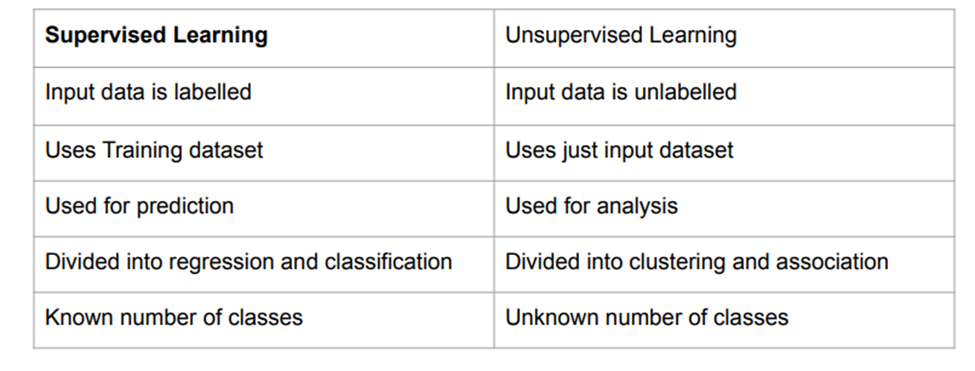 Supervised Learning
Unsupervised Learning
Input data is labelled
Input data is unlabelled
Uses Training dataset
Uses just input dataset
Used for prediction
Used for analysis
Divided into regression and classification
Divided into clustering and association
Known number of classes
Unknown number of classes